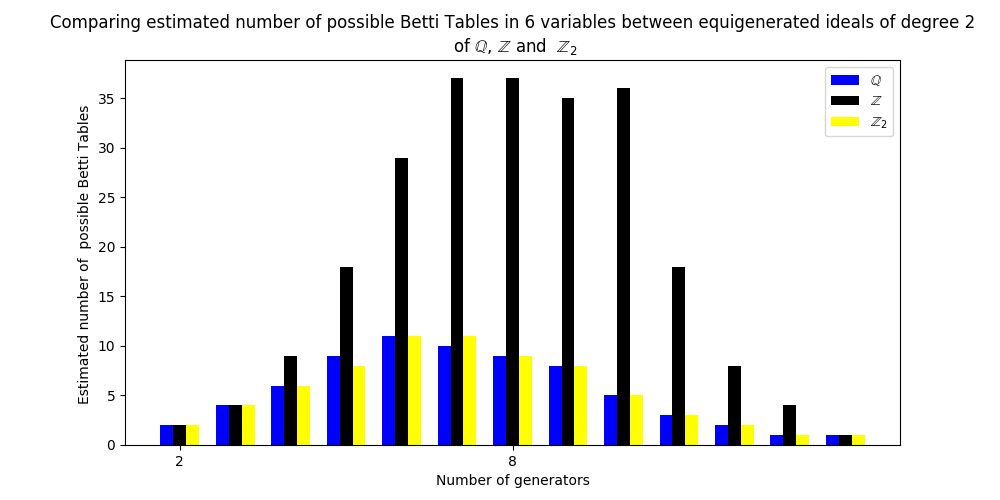 Comparing estimated number of possible Betti Tables in 6 variables between equigenerated ideals of degree 2
of ℚ, ℤ and ℤ₂
ℚ
ℤ
ℤ₂
Estimated number of possible Betti Tables
35
30
25
20
15
10
5
0
2 8
Number of generators